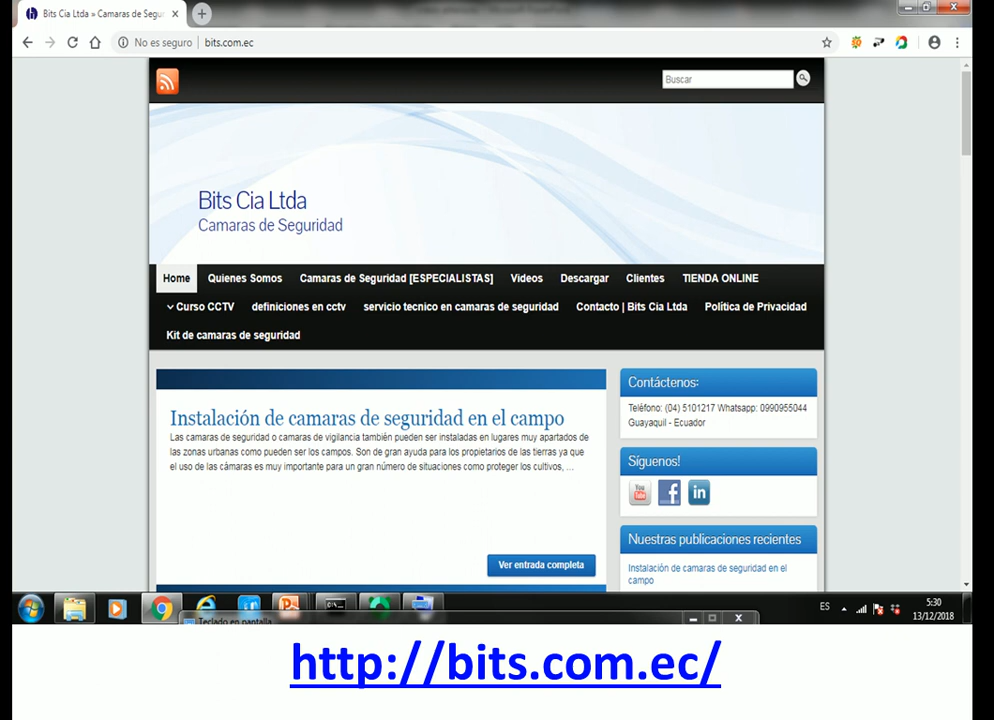 Bits Cia Ltda » Camaras de Segur
No es seguro | bits.com.ec
Buscar
Bits Cia Ltda
Camaras de Seguridad
Home Quienes Somos Camaras de Seguridad [ESPECIALISTAS] Videos Descargar Clientes TIENDA ONLINE
Curso CCTV definiciones en cctv servicio tecnico en camaras de seguridad Contacto | Bits Cia Ltda Política de Privacidad
Kit de camaras de seguridad
Instalación de camaras de seguridad en el campo
Las camaras de seguridad o camaras de vigilancia también pueden ser instaladas en lugares muy apartados de
las zonas urbanas como pueden ser los campos. Son de gran ayuda para los propietarios de las tierras ya que
el uso de las cámaras es muy importante para un gran número de situaciones como proteger los cultivos, ...
Ver entrada completa
Contáctenos:
Teléfono: (04) 5101217 Whatsapp: 0990955044
Guayaquil - Ecuador
Síguenos!
You
Tube
Nuestras publicaciones recientes
Instalación de camaras de seguridad en el
campo
Teclado en pantalla
ES
5:30
13/12/2018
http://bits.com.ec/